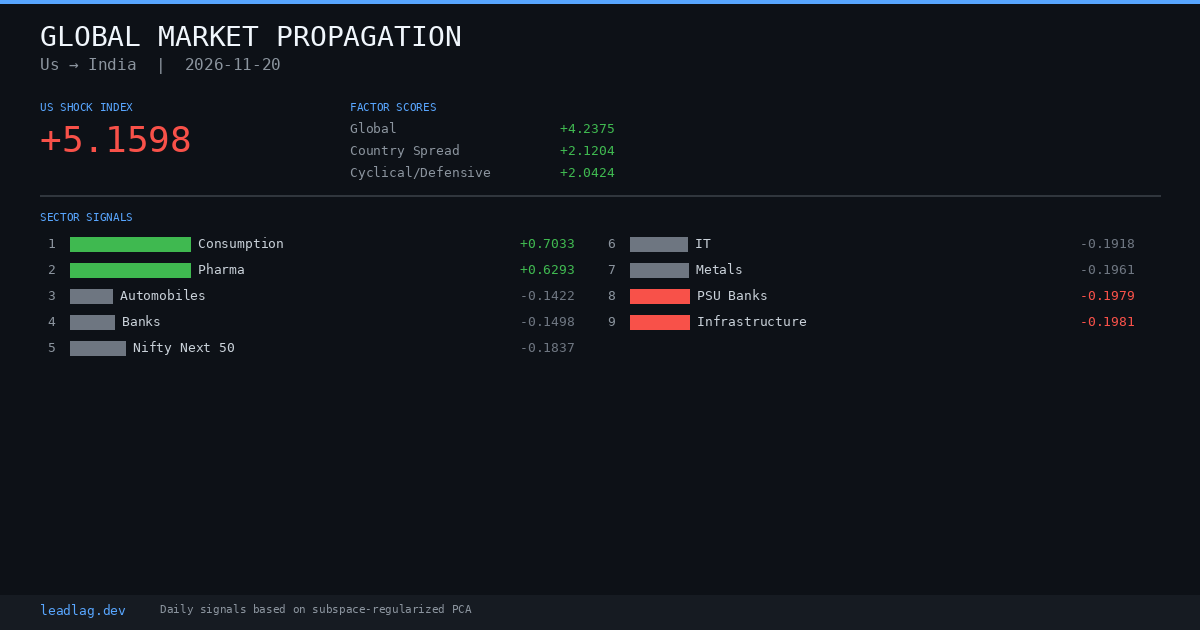 GLOBAL MARKET PROPAGATION
Us → India | 2026-11-20
US SHOCK INDEX
+5.1598
FACTOR SCORES
Global +4.2375
Country Spread +2.1204
Cyclical/Defensive +2.0424
SECTOR SIGNALS
1 Consumption +0.7033
2 Pharma +0.6293
3 Automobiles -0.1422
4 Banks -0.1498
5 Nifty Next 50 -0.1837
6 IT -0.1918
7 Metals -0.1961
8 PSU Banks -0.1979
9 Infrastructure -0.1981
leadlag.dev Daily signals based on subspace-regularized PCA